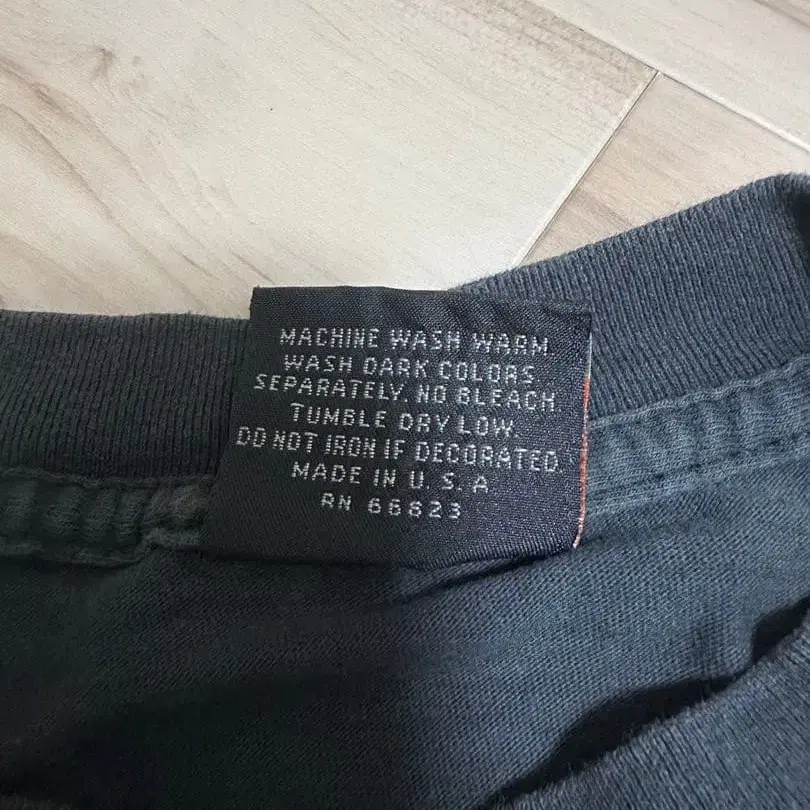 MACHINE WASH WARM
WASH DARK COLORS
SEPARATELY. NO BLEACH.
TUMBLE DRY LOW.
DO NOT IRON IF DECORATED.
MADE IN U. S. A
RN 66823